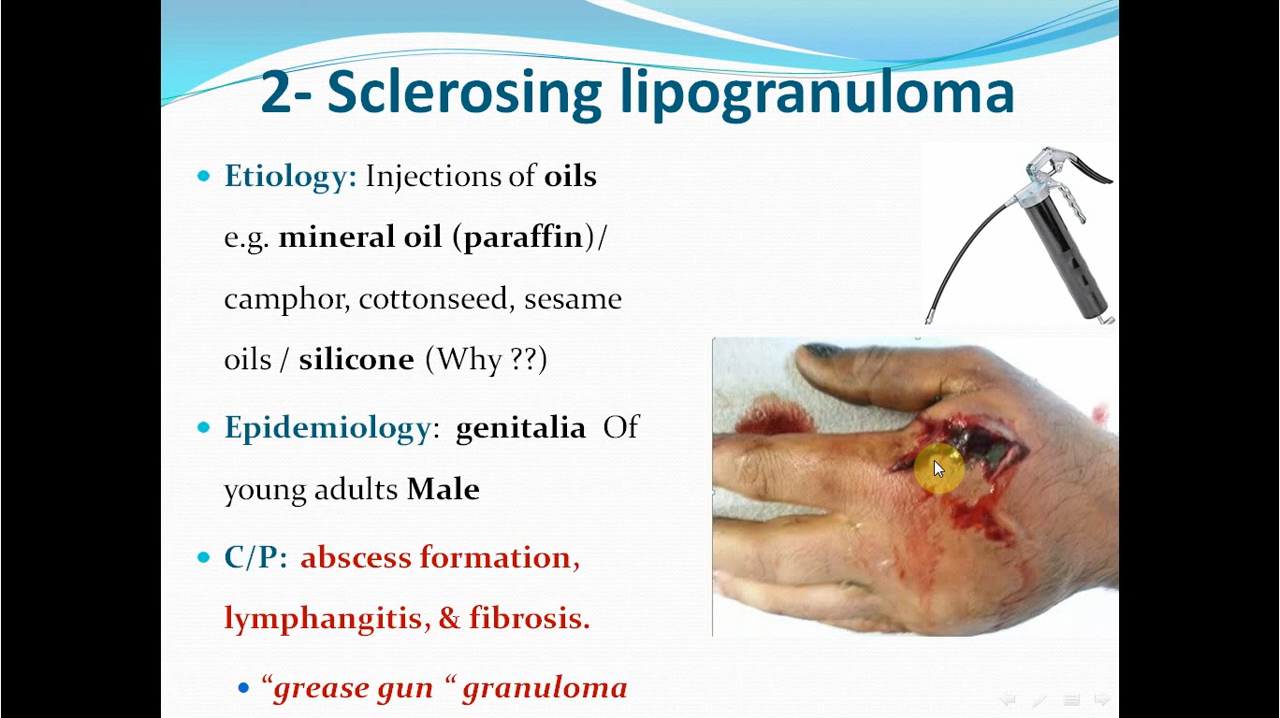 2- Sclerosing lipogranuloma
Etiology: Injections of oils
e.g. mineral oil (paraffin)/
camphor, cottonseed, sesame
oils / silicone (Why ??)
Epidemiology: genitalia Of
young adults Male
C/P: abscess formation,
lymphangitis, & fibrosis.
“grease gun “ granuloma